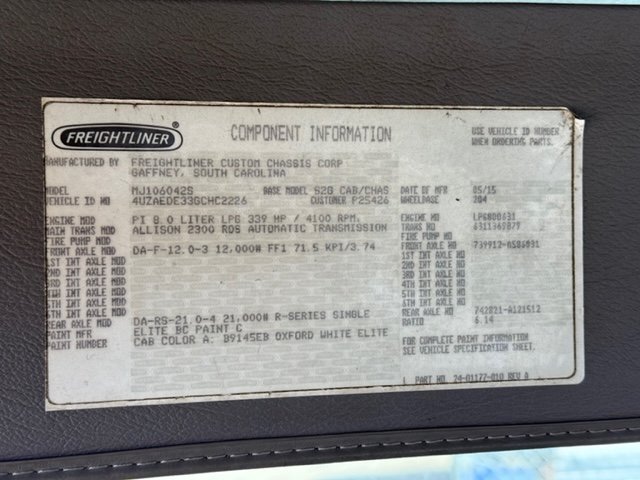 FREIGHTLINER
COMPONENT INFORMATION
USE VEHICLE ID NUMBER
WHEN ORDERING PARTS.
MANUFACTURED BY FREIGHTLINER CUSTOM CHASSIS CORP
GAFFNEY, SOUTH CAROLINA
MODEL MJ106042S BASE MODEL S2G CAB/CHAS DATE OF MFR 05/15
VEHICLE ID NO 4UZAEDE33GCHC2226 CUSTOMER P25426 WHEELBASE 204
ENGINE MOD PI 8.0 LITER LPG 339 HP / 4100 RPM. ENGINE NO LP6800631
MAIN TRANS MOD ALLISON 2300 RDS AUTOMATIC TRANSMISSION TRANS NO 6311367879
FIRE PUMP MOD FIRE PUMP NO
FRONT AXLE MOD DA-F-12.0-3 12,000# FF1 71.5 KPI/3.74 FRONT AXLE NO
1ST INT AXLE MOD 1ST INT AXLE NO
2ND INT AXLE MOD 2ND INT AXLE NO
3RD INT AXLE MOD 3RD INT AXLE NO
4TH INT AXLE MOD 4TH INT AXLE NO
5TH INT AXLE MOD 5TH INT AXLE NO
6TH INT AXLE MOD 6TH INT AXLE NO
REAR AXLE MOD DA-RS-21.0-4 21,000# R-SERIES SINGLE REAR AXLE NO 742821-A121512
PAINT MFR ELITE BC PAINT C RATIO 6.14
PAINT NUMBER CAB COLOR A: B9145EB OXFORD WHITE ELITE
FOR COMPLETE PAINT INFORMATION
SEE VEHICLE SPECIFICATION SHEET.
PART NO. 24-01177-010 REV A